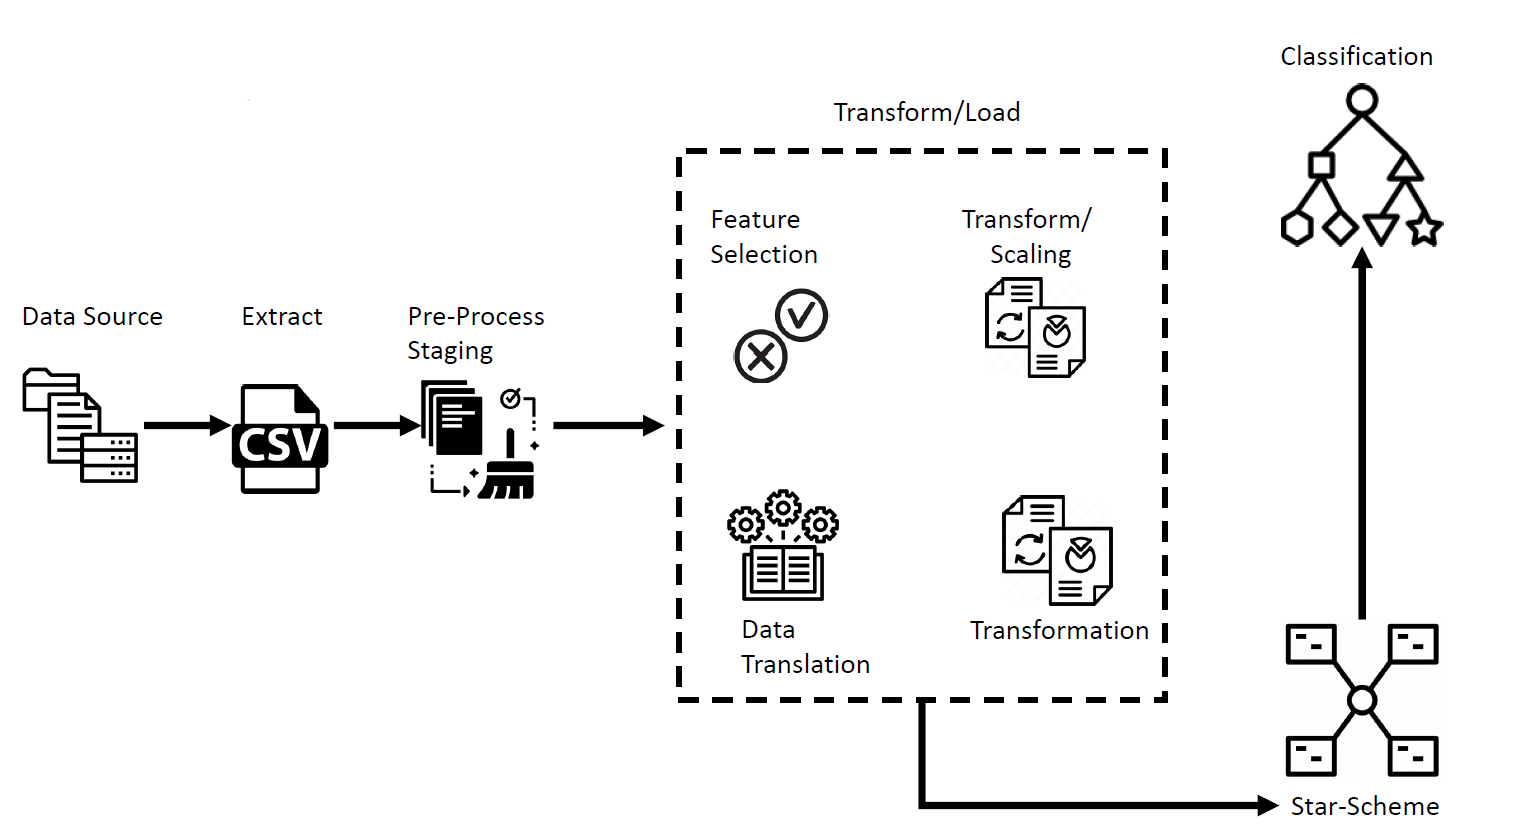 Classification
Transform/Load
Feature
Selection
Transform/
Scaling
Data Source
Extract
Pre-Process
Staging
CSV
Data
Translation
Transformation
Star-Scheme